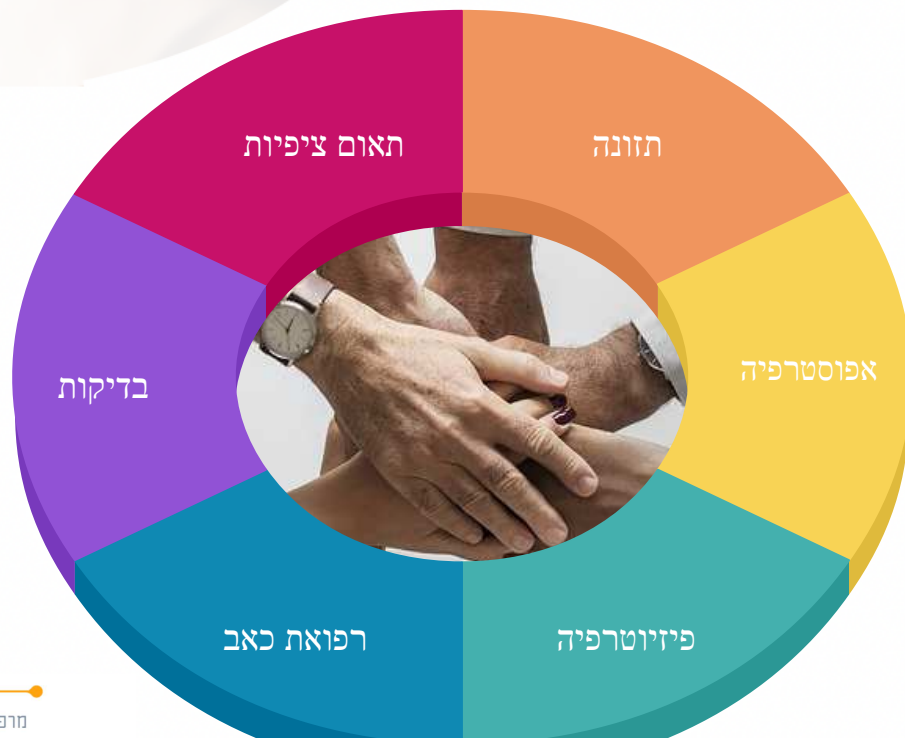 תזונה
תאום ציפיות
אפוסטרפיה
בדיקות
פיזיוטרפיה
רפואת כאב